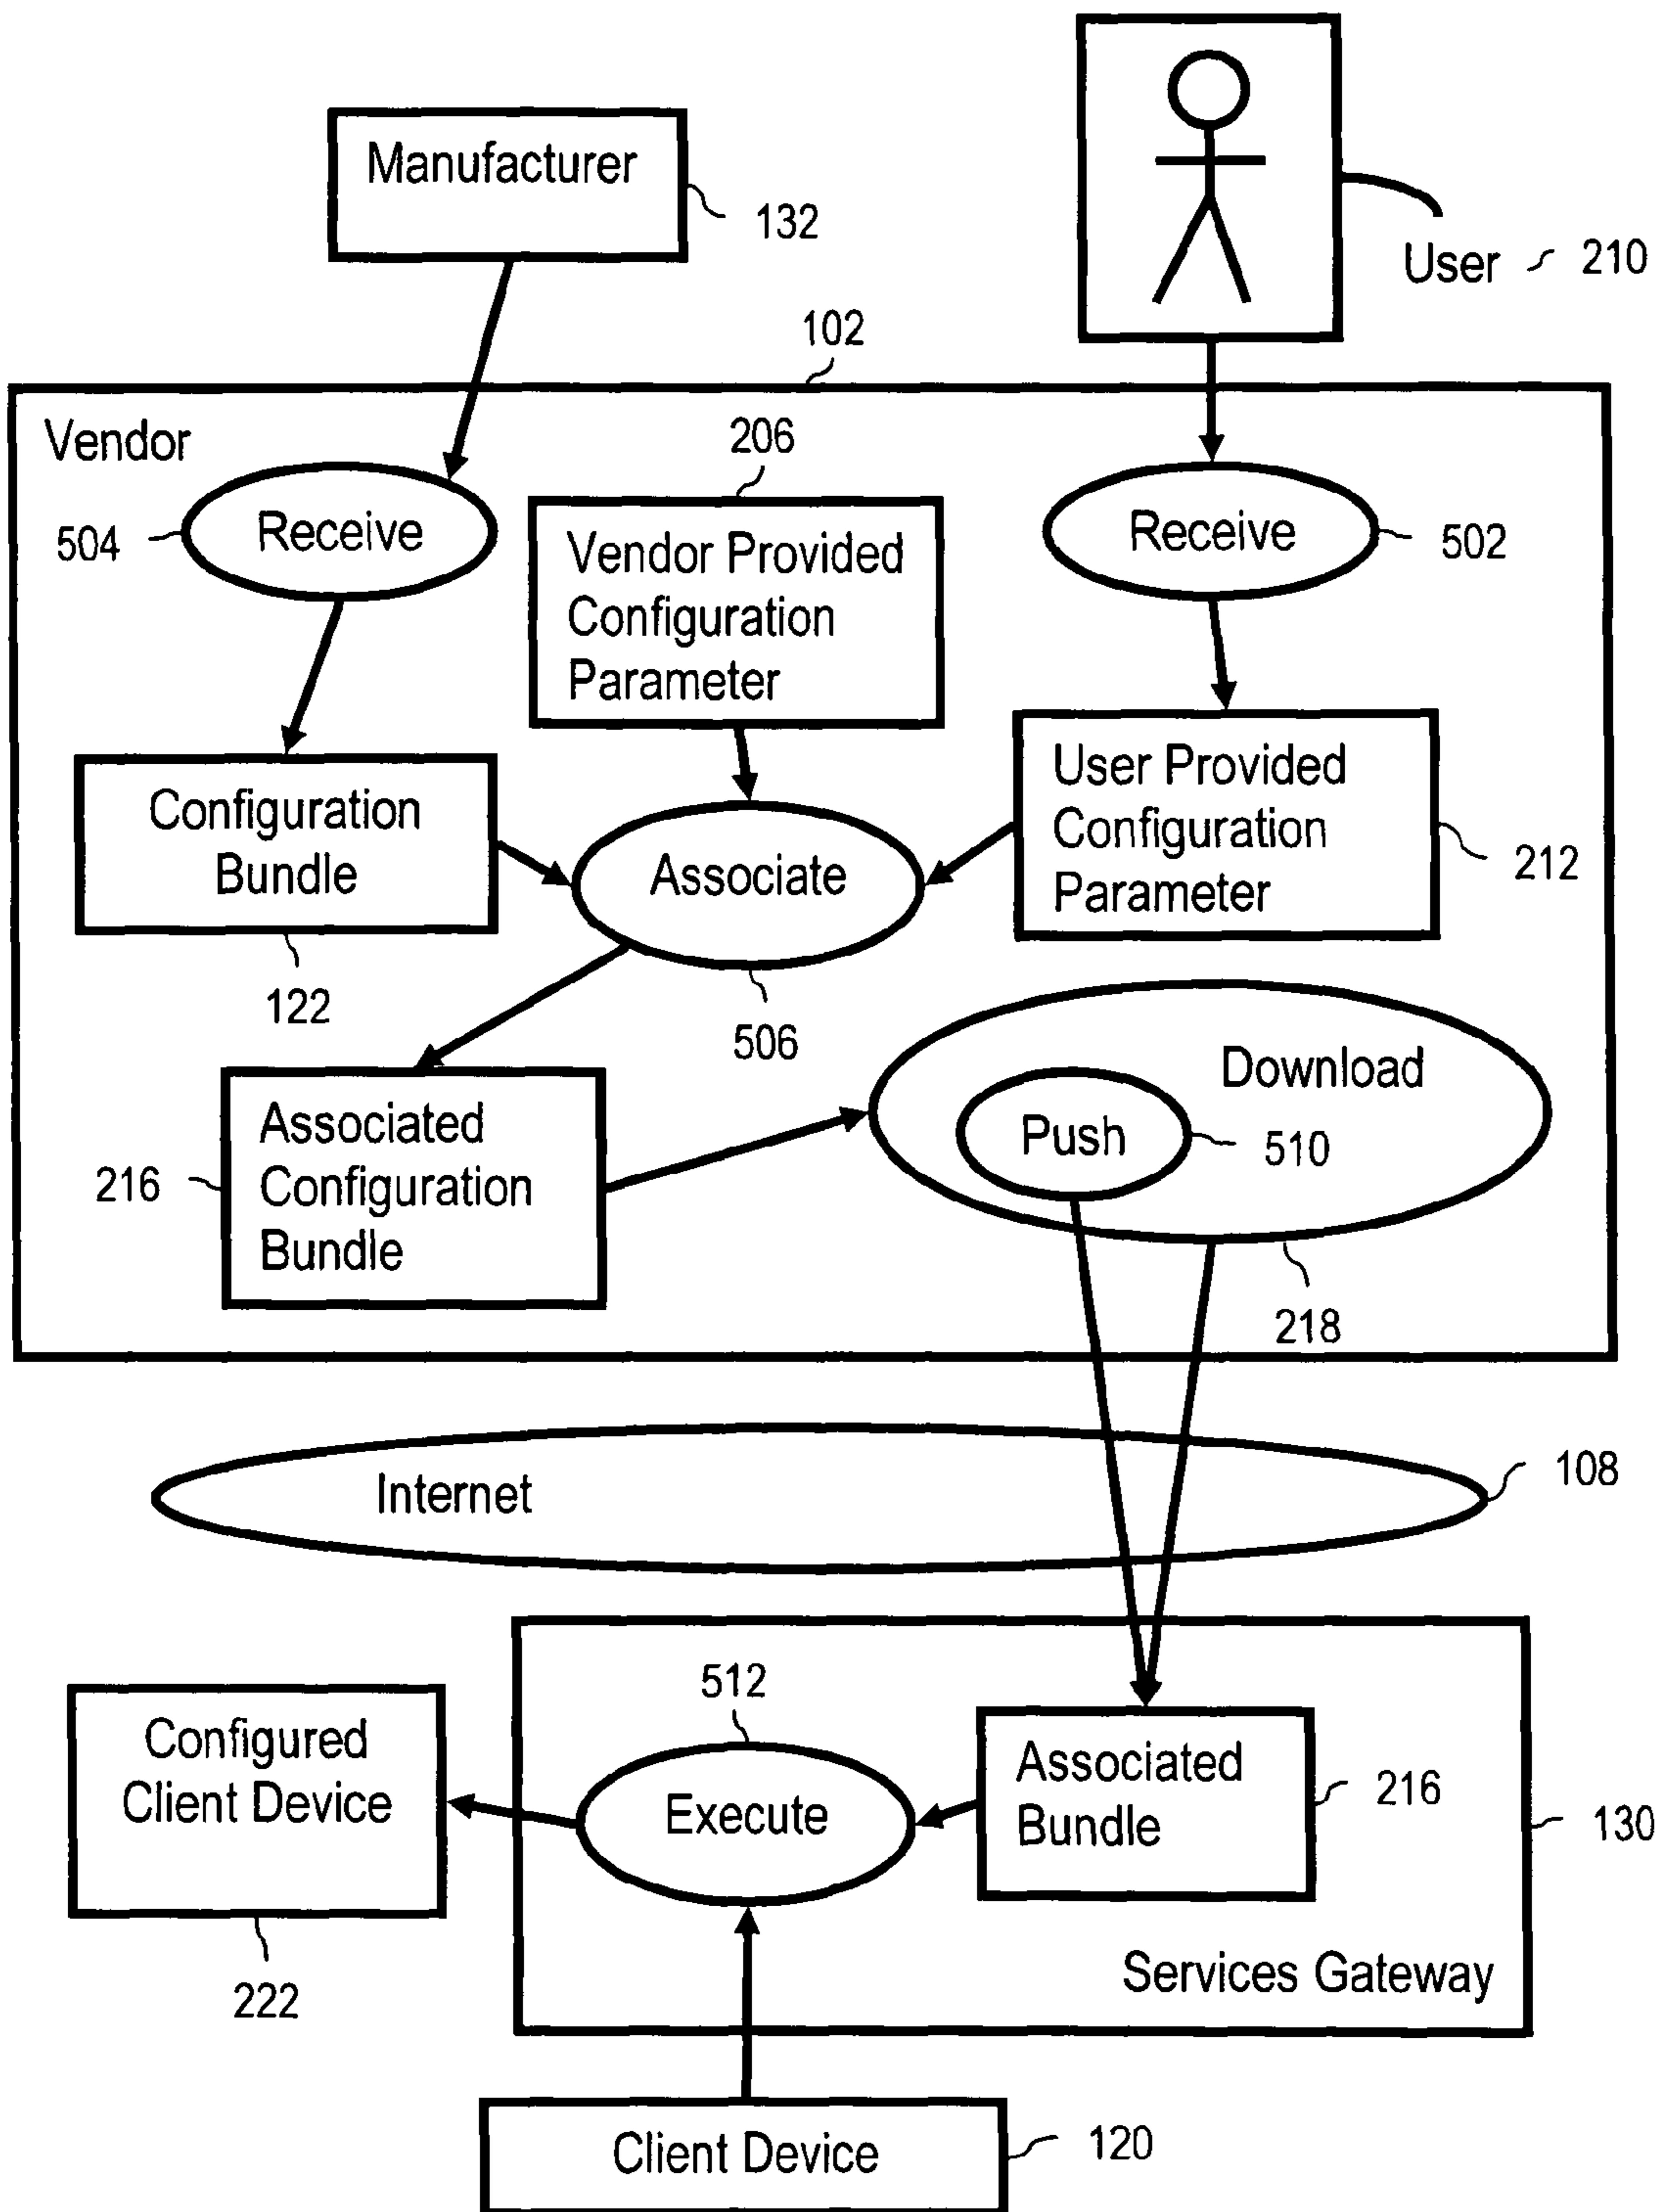 Manufacturer
132
User
210
102
Vendor
206
504
Receive
Vendor Provided
Configuration
Parameter
Receive
502
Configuration
Bundle
122
Associate
506
User Provided
Configuration
Parameter
212
Associated
Configuration
Bundle
216
Download
Push
510
218
Internet
108
512
Configured
Client Device
222
Execute
Associated
Bundle
216
130
Services Gateway
Client Device
120